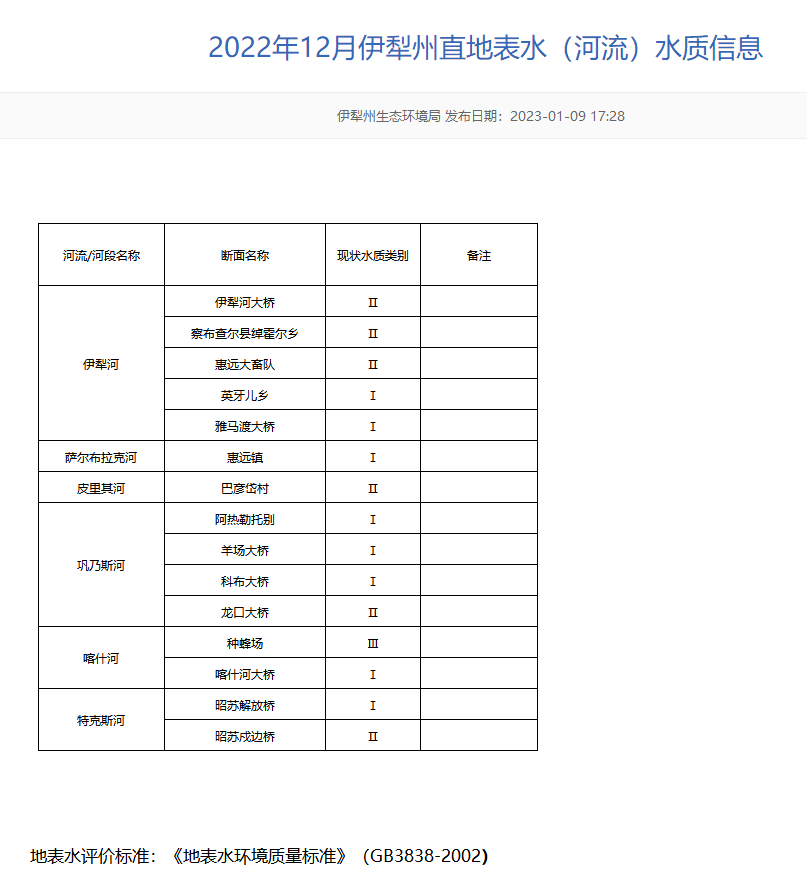 2022年12月伊犁州直地表水（河流）水质信息
伊犁州生态环境局 发布日期：2023-01-09 17:28
河流/河段名称 断面名称 现状水质类别 备注
伊犁河大桥 Ⅱ
察布查尔县绰霍尔乡 Ⅱ
伊犁河 惠远大畜队 Ⅱ
英牙儿乡 Ⅰ
雅马渡大桥 Ⅰ
萨尔布拉克河 惠远镇 Ⅰ
皮里其河 巴彦岱村 Ⅱ
阿热勒托别 Ⅰ
巩乃斯河 羊场大桥 Ⅰ
科布大桥 Ⅰ
龙口大桥 Ⅱ
喀什河 种蜂场 Ⅲ
喀什河大桥 Ⅰ
特克斯河 昭苏解放桥 Ⅰ
昭苏戍边桥 Ⅱ
地表水评价标准：《地表水环境质量标准》（GB3838-2002)